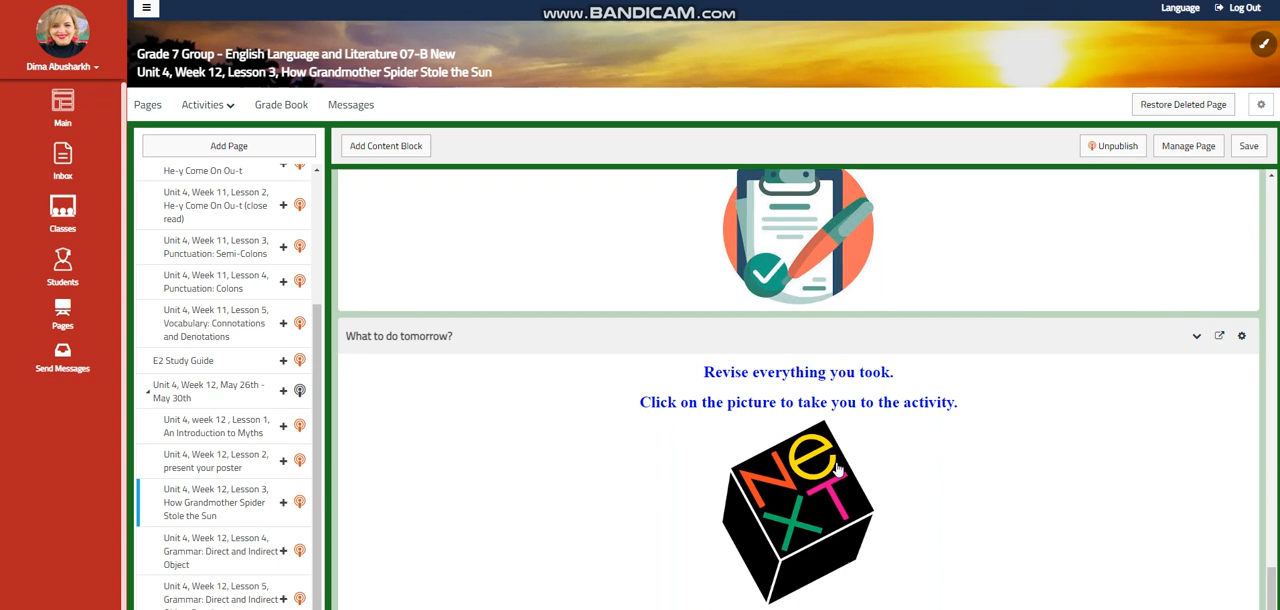 www.BANDICAM.com
Language
Log Out
Dima Abusharkh
Grade 7 Group - English Language and Literature 07-B New
Unit 4, Week 12, Lesson 3, How Grandmother Spider Stole the Sun
Pages
Activities
Grade Book
Messages
Restore Deleted Page
Main
Inbox
Classes
Students
Pages
Send Messages
Add Page
He-y Come On Ou-t
Unit 4, Week 11, Lesson 2,
He-y Come On Ou-t (close
read)
Unit 4, Week 11, Lesson 3,
Punctuation: Semi-Colons
Unit 4, Week 11, Lesson 4,
Punctuation: Colons
Unit 4, Week 11, Lesson 5,
Vocabulary: Connotations
and Denotations
E2 Study Guide
Unit 4, Week 12, May 26th -
May 30th
Unit 4, week 12 , Lesson 1,
An Introduction to Myths
Unit 4, Week 12, Lesson 2,
present your poster
Unit 4, Week 12, Lesson 3,
How Grandmother Spider
Stole the Sun
Unit 4, Week 12, Lesson 4,
Grammar: Direct and Indirect
Object
Unit 4, Week 12, Lesson 5,
Grammar: Direct and Indirect
Add Content Block
Unpublish
Manage Page
Save
What to do tomorrow?
Revise everything you took.
Click on the picture to take you to the activity.
NeXT